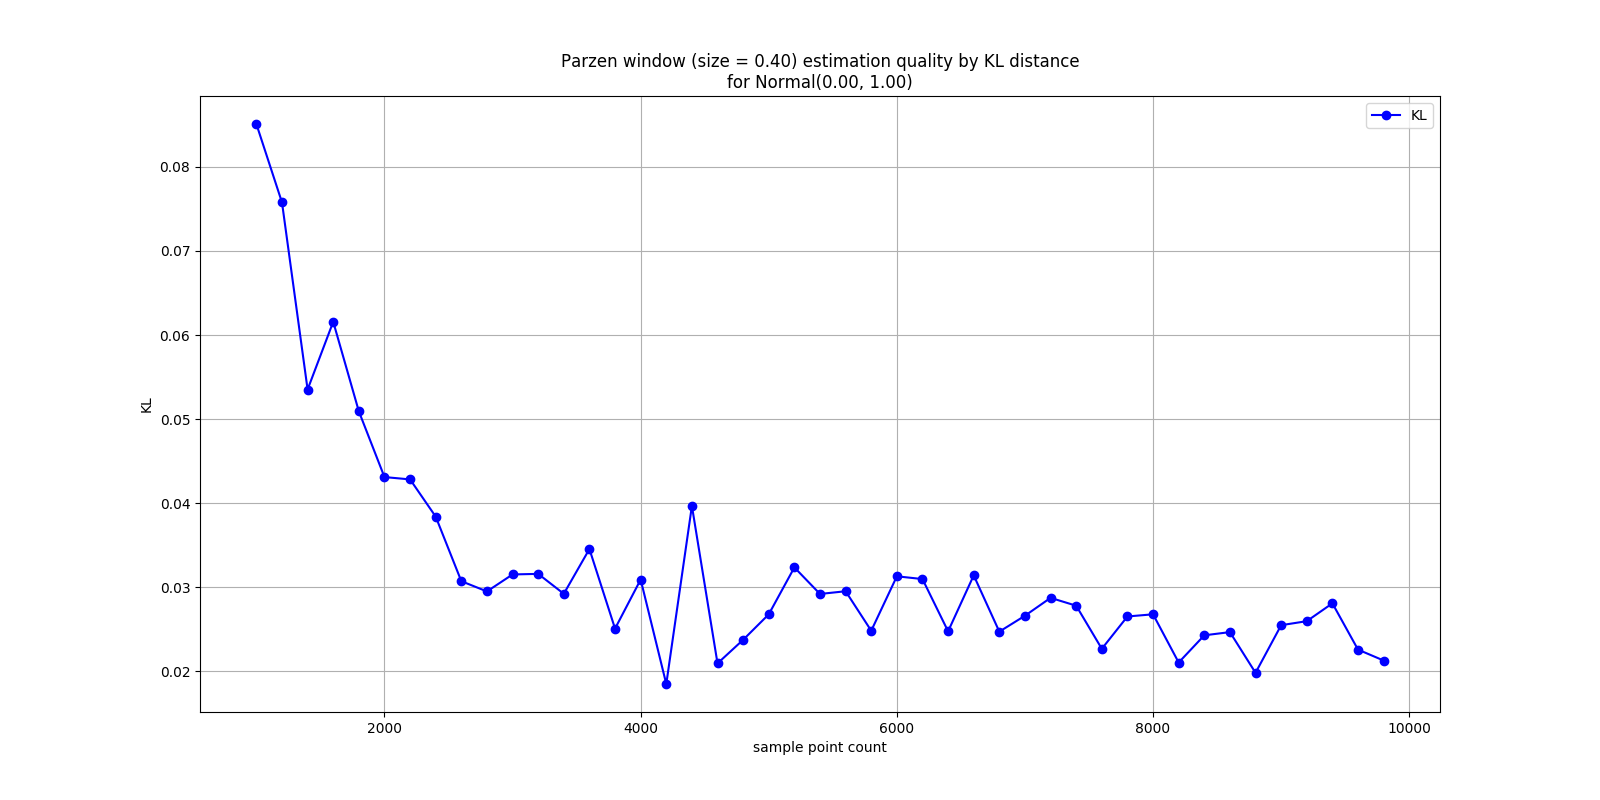 Parzen window (size = 0.40) estimation quality by KL distance
for Normal(0.00, 1.00)
KL
0.08
0.07
0.06
0.05
0.04
0.03
0.02
KL
2000 4000 6000 8000 10000
sample point count